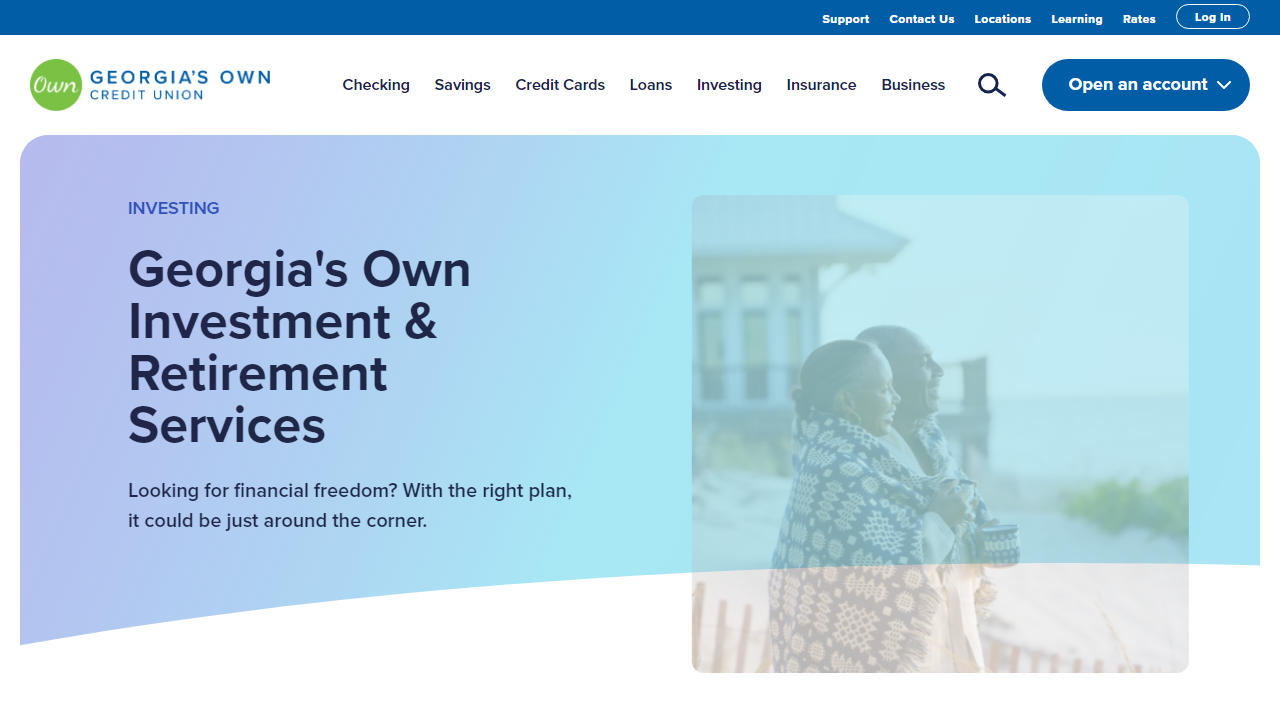 Support Contact Us Locations Learning Rates Log In
Own GEORGIA'S OWN
CREDIT UNION
Checking Savings Credit Cards Loans Investing Insurance Business Open an account
INVESTING
Georgia's Own
Investment &
Retirement
Services
Looking for financial freedom? With the right plan,
it could be just around the corner.